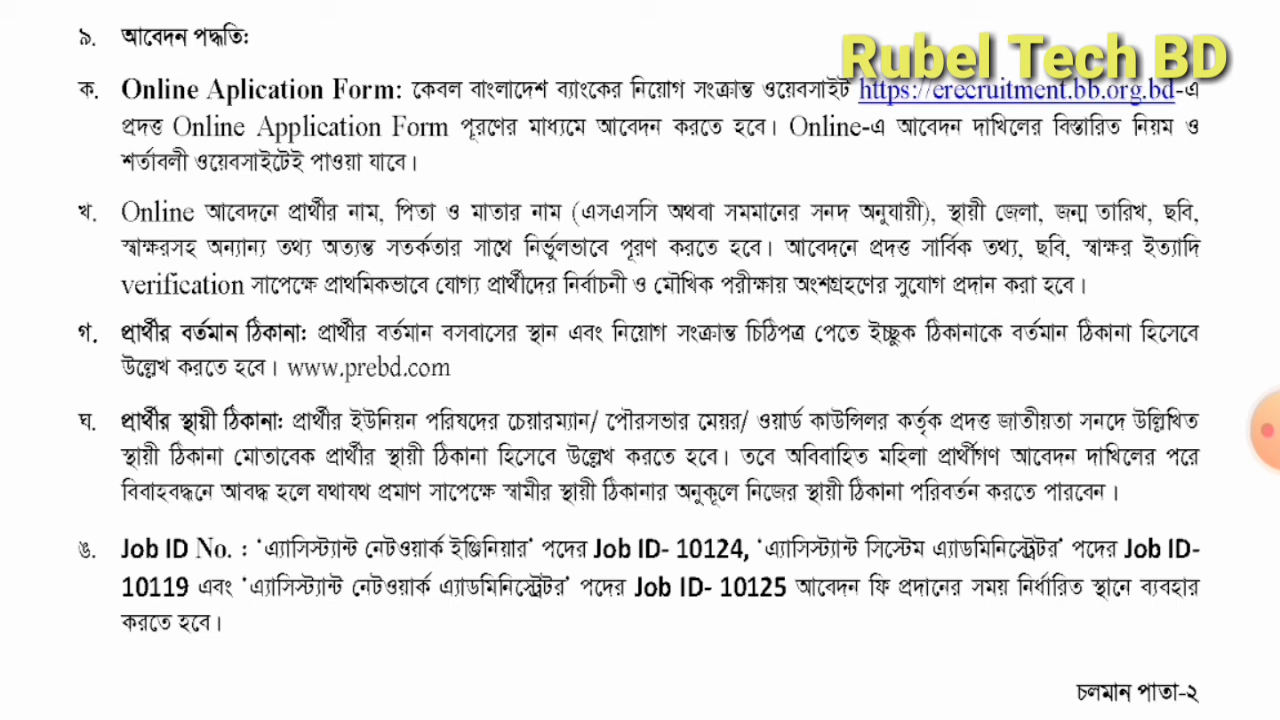 Rubel Tech BD
৯. আবেদন পদ্ধতিঃ
ক. Online Aplication Form: কেবল বাংলাদেশ ব্যাংকের নিয়োগ সংক্রান্ত ওয়েবসাইট https://erecruitment.bb.org.bd-এ
প্রদত্ত Online Application Form পূরণের মাধ্যমে আবেদন করতে হবে। Online-এ আবেদন দাখিলের বিস্তারিত নিয়ম ও
শর্তাবলী ওয়েবসাইটেই পাওয়া যাবে।
খ. Online আবেদনে প্রার্থীর নাম, পিতা ও মাতার নাম (এসএসসি অথবা সমমানের সনদ অনুযায়ী), স্থায়ী জেলা, জন্ম তারিখ, ছবি,
স্বাক্ষরসহ অন্যান্য তথ্য অত্যন্ত সতর্কতার সাথে নির্ভুলভাবে পূরণ করতে হবে। আবেদনে প্রদত্ত সার্বিক তথ্য, ছবি, স্বাক্ষর ইত্যাদি
verification সাপেক্ষে প্রাথমিকভাবে যোগ্য প্রার্থীদের নির্বাচনী ও মৌখিক পরীক্ষায় অংশগ্রহণের সুযোগ প্রদান করা হবে।
গ. প্রার্থীর বর্তমান ঠিকানাঃ প্রার্থীর বর্তমান বসবাসের স্থান এবং নিয়োগ সংক্রান্ত চিঠিপত্র পেতে ইচ্ছুক ঠিকানাকে বর্তমান ঠিকানা হিসেবে
উল্লেখ করতে হবে। www.prebd.com
ঘ. প্রার্থীর স্থায়ী ঠিকানাঃ প্রার্থীর ইউনিয়ন পরিষদের চেয়ারম্যান/ পৌরসভার মেয়র/ ওয়ার্ড কাউন্সিলর কর্তৃক প্রদত্ত জাতীয়তা সনদে উল্লিখিত
স্থায়ী ঠিকানা মোতাবেক প্রার্থীর স্থায়ী ঠিকানা হিসেবে উল্লেখ করতে হবে। তবে অবিবাহিত মহিলা প্রার্থীগণ আবেদন দাখিলের পরে
বিবাহবদ্ধনে আবদ্ধ হলে যথাযথ প্রমাণ সাপেক্ষে স্বামীর স্থায়ী ঠিকানার অনুকূলে নিজের স্থায়ী ঠিকানা পরিবর্তন করতে পারবেন।
ঙ. Job ID No. : ‘এ্যাসিস্ট্যান্ট নেটওয়ার্ক ইঞ্জিনিয়ার’ পদের Job ID- 10124, ‘এ্যাসিস্ট্যান্ট সিস্টেম এ্যাডমিনিস্ট্রেটর’ পদের Job ID-
10119 এবং ‘এ্যাসিস্ট্যান্ট নেটওয়ার্ক এ্যাডমিনিস্ট্রেটর’ পদের Job ID- 10125 আবেদন ফি প্রদানের সময় নির্ধারিত স্থানে ব্যবহার
করতে হবে।
চলমান পাতা-২